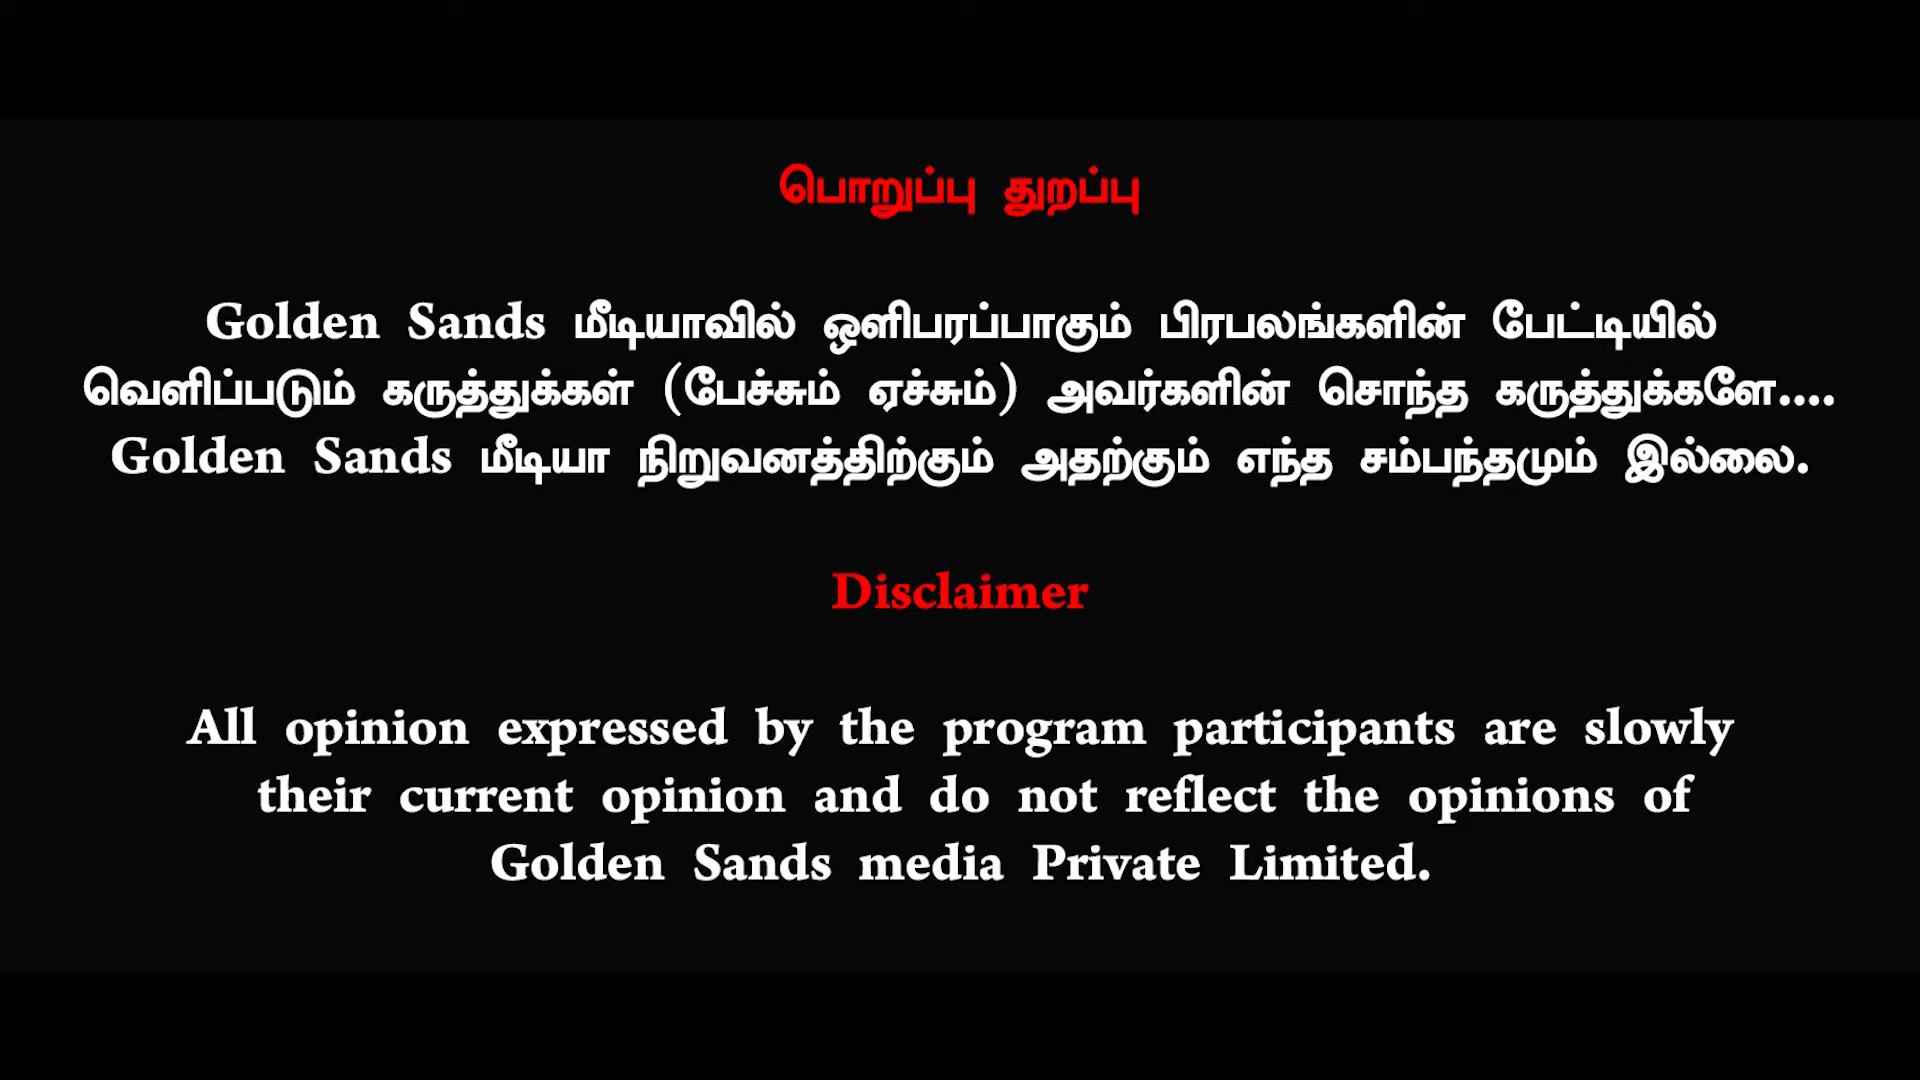 பொறுப்பு துறப்பு
Golden Sands மீடியாவில் ஒளிபரப்பாகும் பிரபலங்களின் பேட்டியில்
வெளிப்படும் கருத்துக்கள் (பேச்சும் ஏச்சும்) அவர்களின் சொந்த கருத்துக்களே....
Golden Sands மீடியா நிறுவனத்திற்கும் அதற்கும் எந்த சம்பந்தமும் இல்லை.
Disclaimer
All opinion expressed by the program participants are slowly
their current opinion and do not reflect the opinions of
Golden Sands media Private Limited.